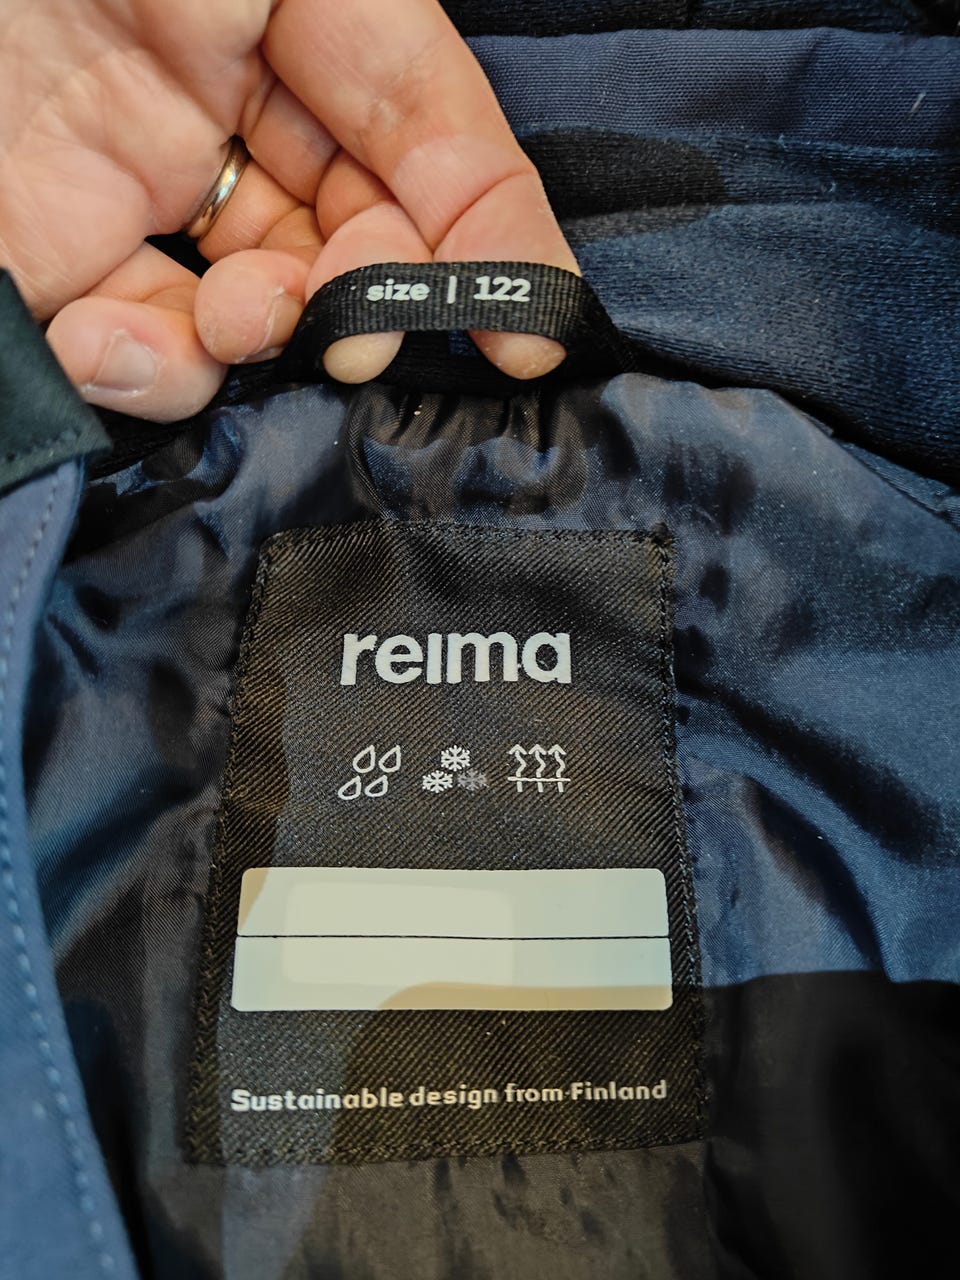 size | 122
reima
Sustainable design from Finland